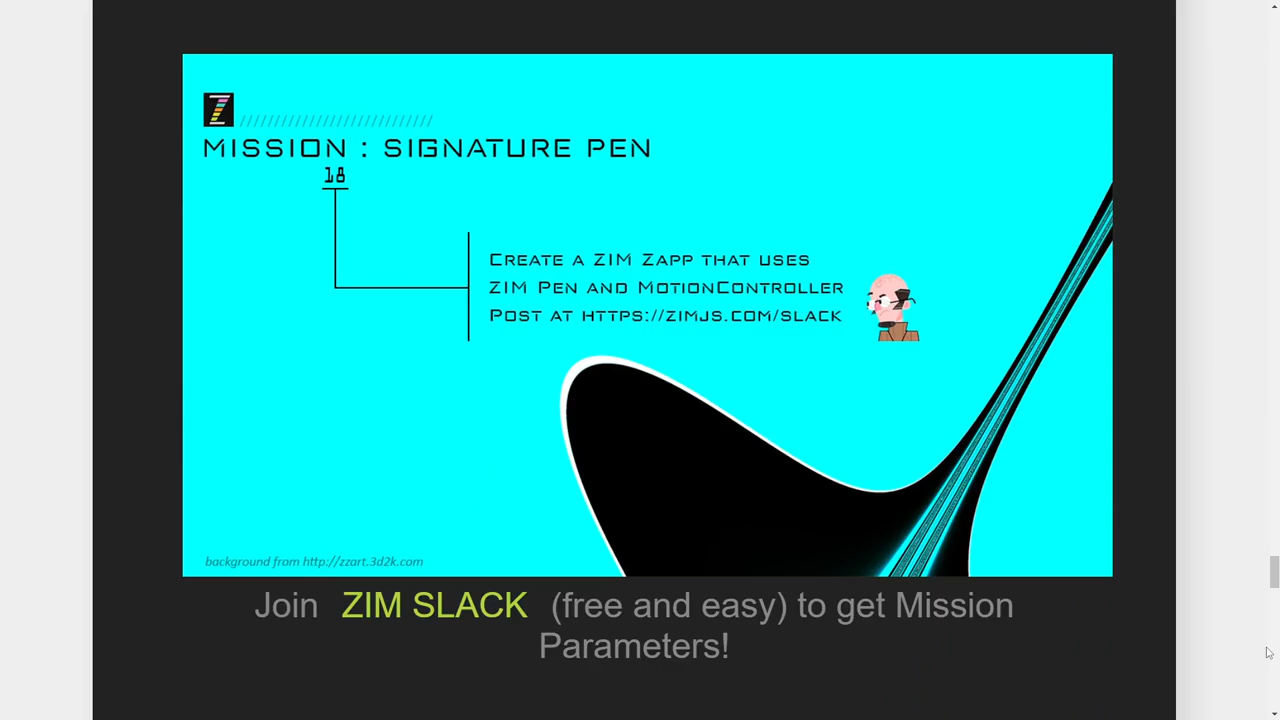 Z ///////////////////////////
MISSION : SIGNATURE PEN
18
CREATE A ZIM ZAPP THAT USES
ZIM PEN AND MOTIONCONTROLLER
POST AT HTTPS://ZIMJS.COM/SLACK
background from http://zzart.3d2k.com
Join ZIM SLACK (free and easy) to get Mission
Parameters!